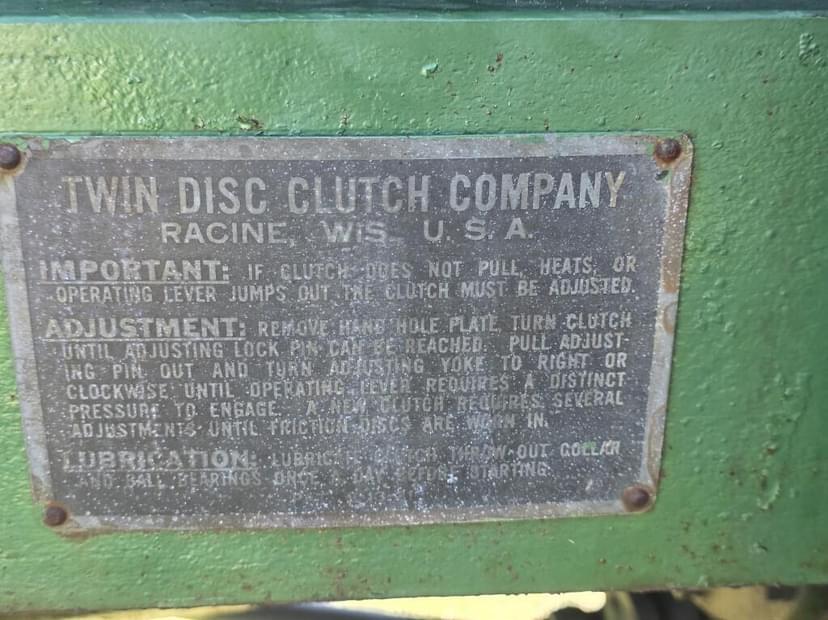 TWIN DISC CLUTCH COMPANY
RACINE, WIS. U. S. A.
IMPORTANT: IF CLUTCH DOES NOT PULL, HEATS, OR
OPERATING LEVER JUMPS OUT THE CLUTCH MUST BE ADJUSTED.
ADJUSTMENT: REMOVE HAND HOLE PLATE, TURN CLUTCH
UNTIL ADJUSTING LOCK PIN CAN BE REACHED. PULL ADJUST-
ING PIN OUT AND TURN ADJUSTING YOKE TO RIGHT OR
CLOCKWISE UNTIL OPERATING LEVER REQUIRES A DISTINCT
PRESSURE TO ENGAGE. A NEW CLUTCH REQUIRES SEVERAL
ADJUSTMENTS UNTIL FRICTION DISCS ARE WORN IN.
LUBRICATION: LUBRICATE CLUTCH THROW-OUT COLLAR
AND BALL BEARINGS ONCE A DAY BEFORE STARTING